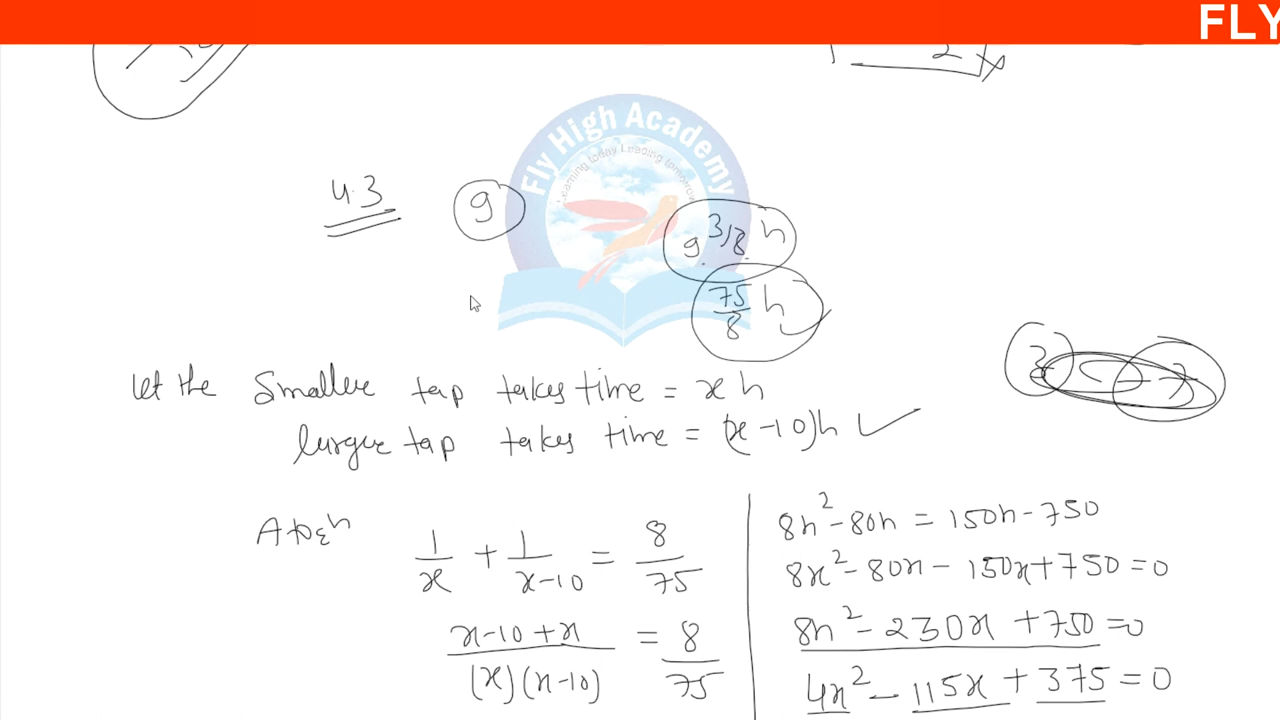 FLY
Fly High Academy
Learning today Leading tomorrow
4.3 9
9 3/8 h
75/8 h
let the smaller tap takes time = x h
larger tap takes time = (x-10)h
1/x + 1/x-10 = 8/75
x-10+x/(x)(x-10) = 8/75
8x² - 80x = 150x - 750
8x² - 80x - 150x + 750 = 0
8x² - 230x + 750 = 0
4x² - 115x + 375 = 0